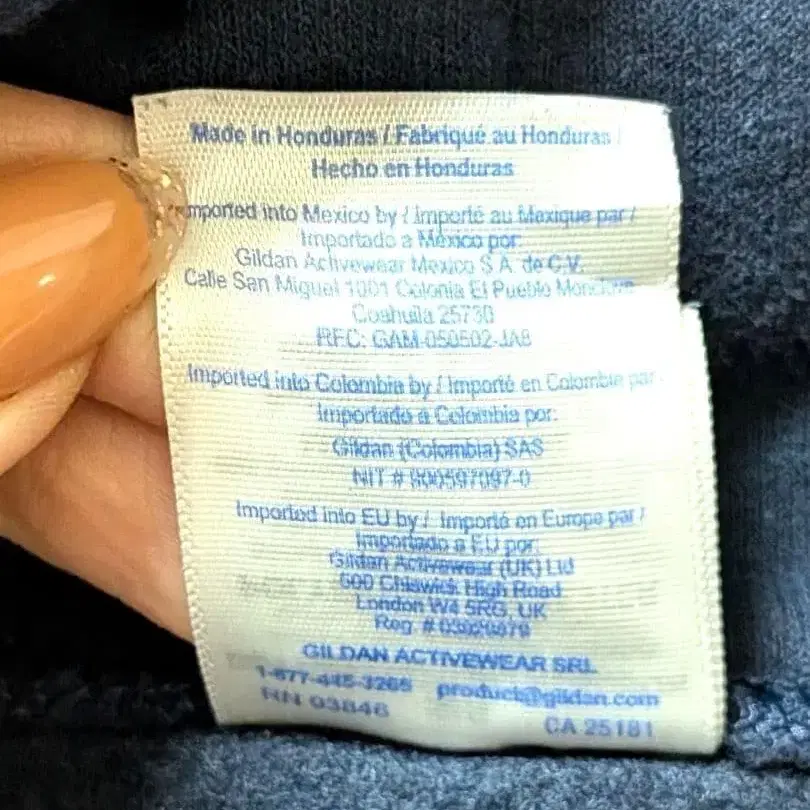 Made in Honduras / Fabriqué au Honduras /
Hecho en Honduras
Imported into Mexico by / Importé au Mexique par /
Importado a México por:
Gildan Activewear Mexico S.A. de C.V.
Calle San Miguel 1001 Colonia El Pueblo Monclova
Coahuila 25730
RFC: GAM-050502-JA8
Imported into Colombia by / Importé en Colombie par
Importado a Colombia por:
Gildan (Colombia) SAS
NIT # 900597097-0
Imported into EU by / Importé en Europe par /
Importado a EU por:
Gildan Activewear (UK) Ltd
600 Chiswick High Road
London W4 5RG, UK
Reg. #
GILDAN ACTIVEWEAR SRL
1-877-445-3265 product@gildan.com
RN 93846
CA 25181